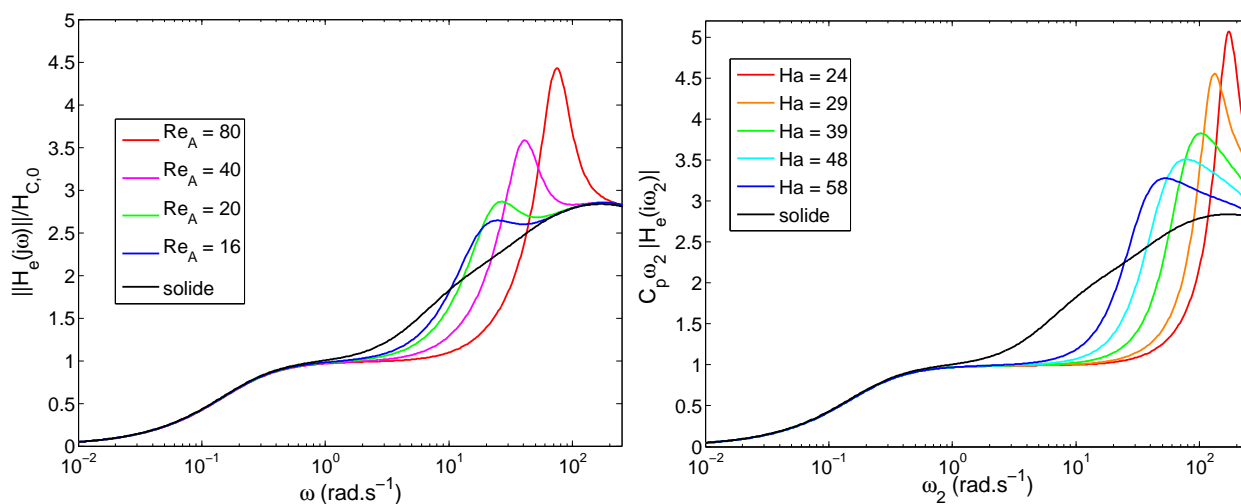 5
4.5
4
3.5
3
2.5
2
1.5
1
0.5
0
||H_e(jω)||/H_{C,0}
Re_A = 80
Re_A = 40
Re_A = 20
Re_A = 16
solide
10^{-2} 10^{-1} 10^0 10^1 10^2
ω (rad.s^{-1})
5
4.5
4
3.5
3
2.5
2
1.5
1
0.5
0
C_p ω_2 |H_e(iω_2)|
Ha = 24
Ha = 29
Ha = 39
Ha = 48
Ha = 58
solide
10^{-2} 10^{-1} 10^0 10^1 10^2
ω_2 (rad.s^{-1})